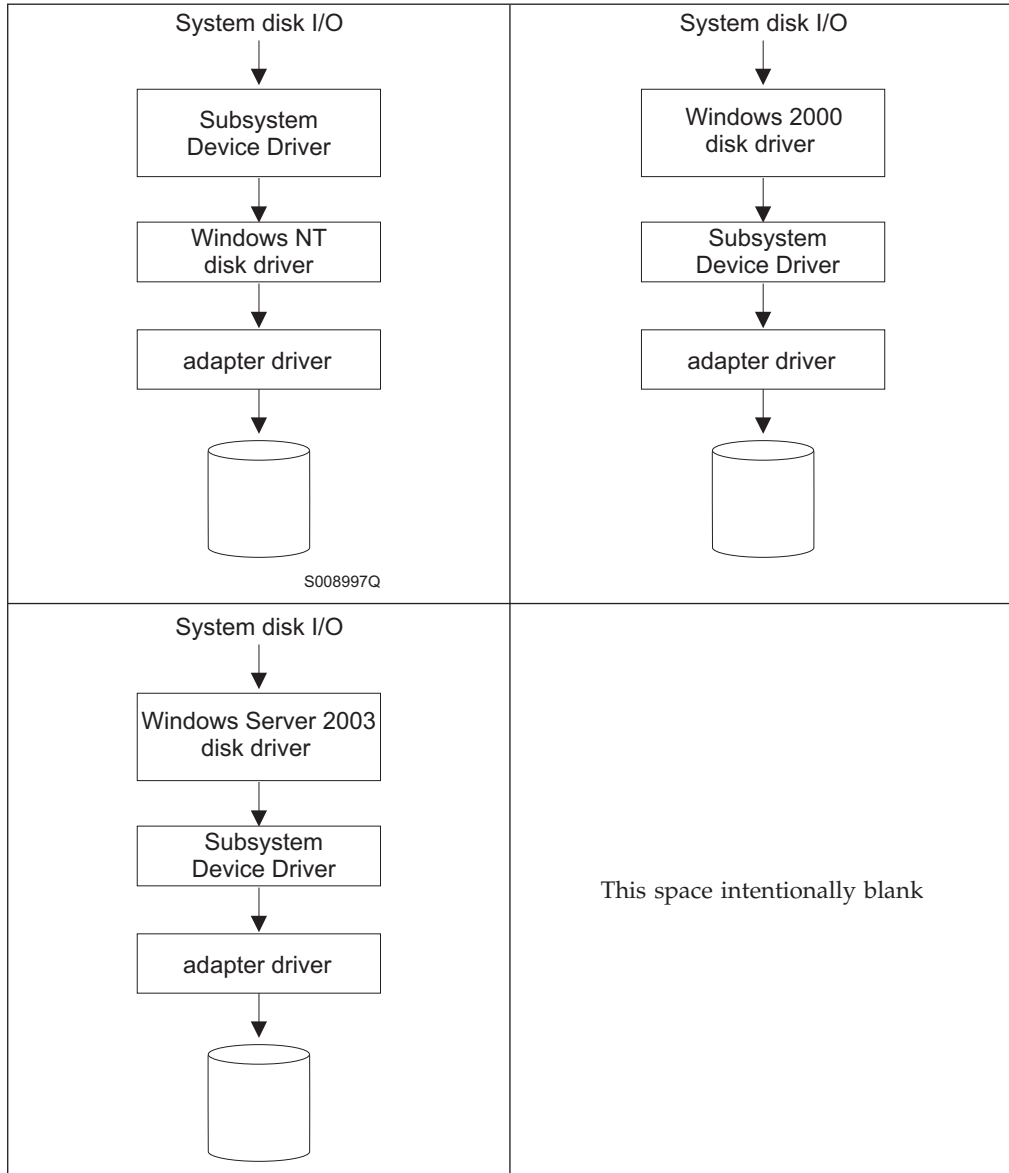 System disk I/O
Subsystem
Device Driver
Windows NT
disk driver
adapter driver
S008997Q
System disk I/O
Windows 2000
disk driver
Subsystem
Device Driver
adapter driver
System disk I/O
Windows Server 2003
disk driver
Subsystem
Device Driver
adapter driver
This space intentionally blank